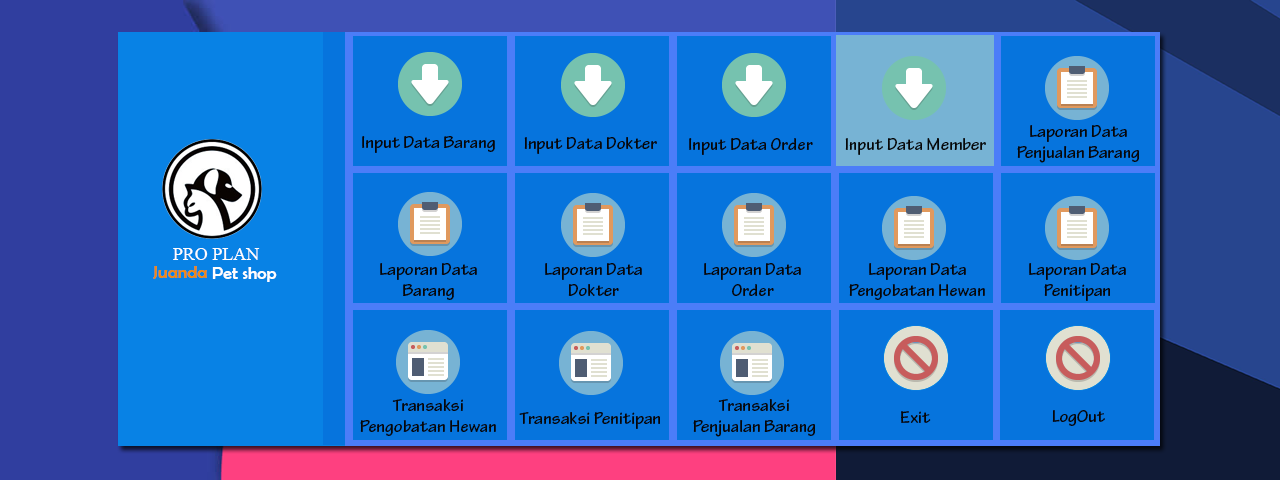 PRO PLAN
Juanda Pet shop
Input Data Barang
Input Data Dokter
Input Data Order
Input Data Member
Laporan Data
Penjualan Barang
Laporan Data
Barang
Laporan Data
Dokter
Laporan Data
Order
Laporan Data
Pengobatan Hewan
Laporan Data
Penitipan
Transaksi
Pengobatan Hewan
Transaksi Penitipan
Transaksi
Penjualan Barang
Exit
LogOut